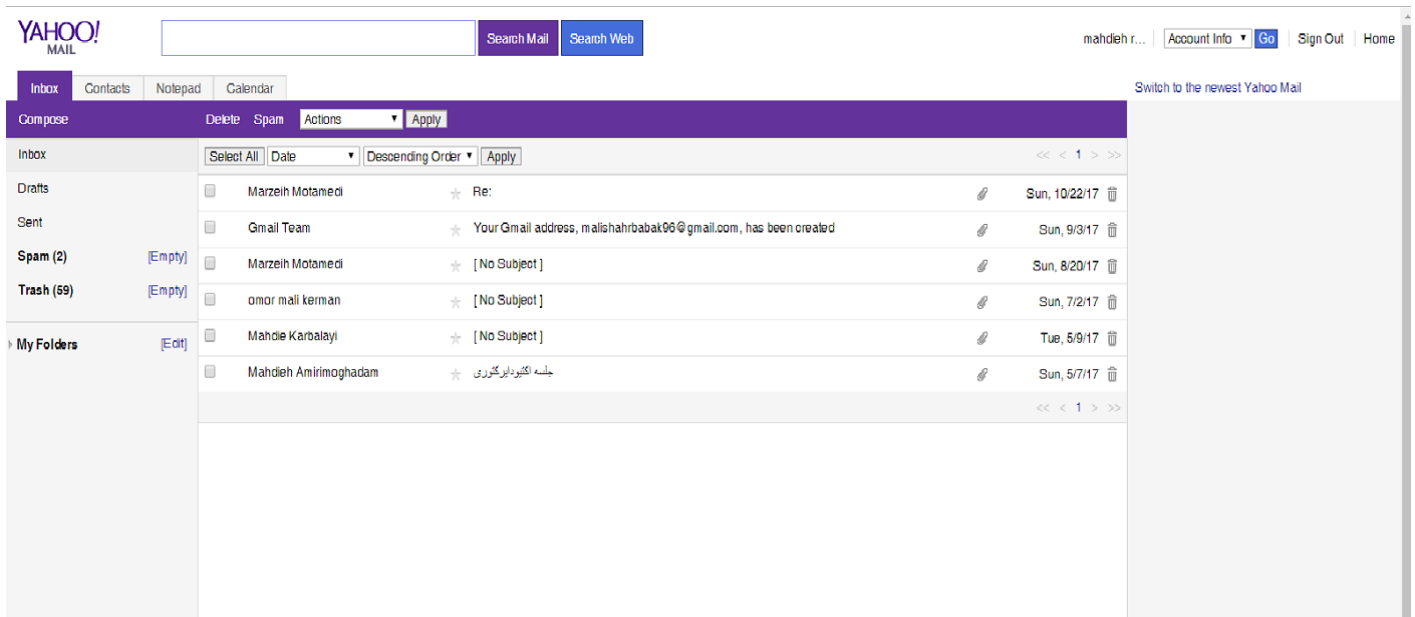 YAHOO!
MAIL
Search Mail Search Web
mahdieh r... Account Info Go Sign Out Home
Inbox Contacts Notepad Calendar
Switch to the newest Yahoo Mail
Compose Delete Spam Actions Apply
Inbox
Select All Date Descending Order Apply << < 1 > >>
Drafts
Marzeih Motamedi Re: Sun, 10/22/17
Sent
Gmail Team Your Gmail address, malishahrbabak96@gmail.com, has been created Sun, 9/3/17
Spam (2) [Empty]
Marzeih Motamedi [ No Subject ] Sun, 8/20/17
Trash (59) [Empty]
omor mali kerman [ No Subject ] Sun, 7/2/17
My Folders [Edit]
Mahdie Karbalayi [ No Subject ] Tue, 5/9/17
Mahdieh Amirimoghadam جلسه اکتیودایرکتوری Sun, 5/7/17
<< < 1 > >>